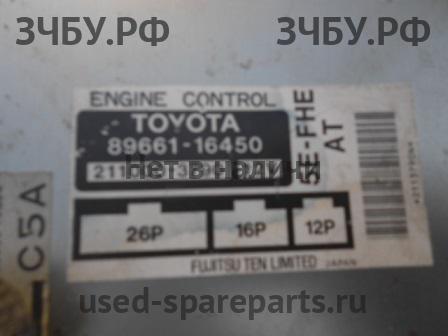 ЗЧБУ.РФ ЗЧБУ.РФ
ENGINE CONTROL
TOYOTA
89661-16450
5E-FHE
AT
Нет в наличии
26P 16P 12P
FUJITSU TEN LIMITED JAPAN
C5A
used-spareparts.ru